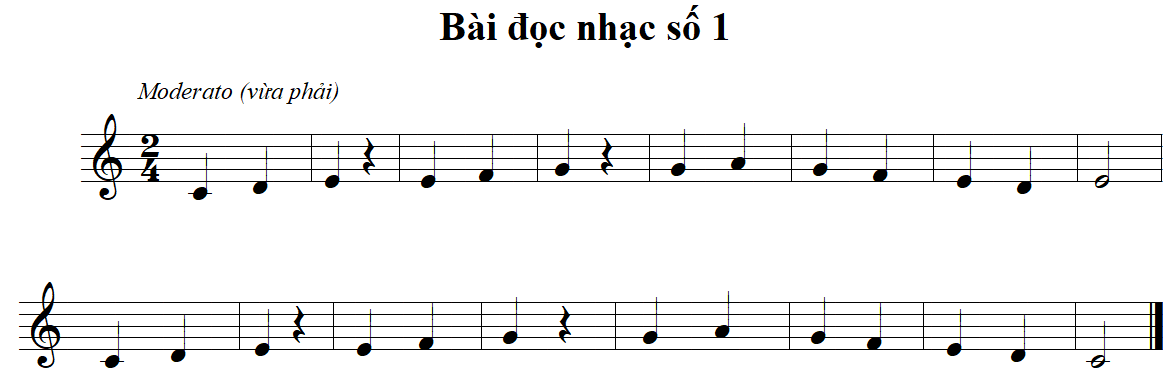 Bài đọc nhạc số 1
Moderato (vừa phải)
2
4